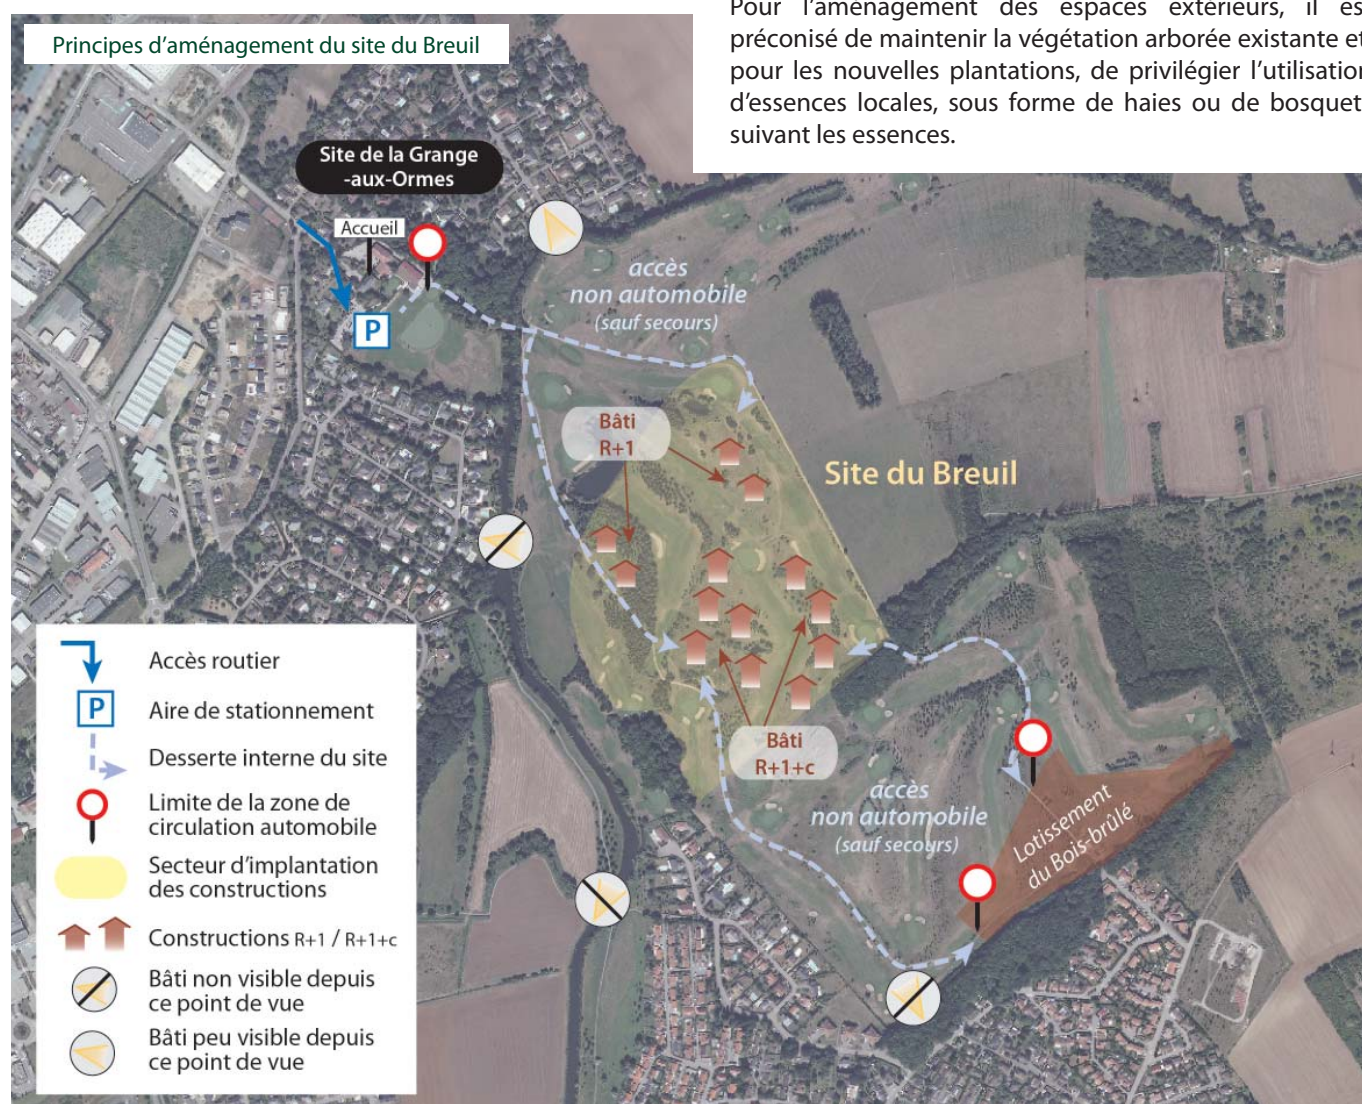 Pour l'aménagement des espaces extérieurs, il es
préconisé de maintenir la végétation arborée existante et
pour les nouvelles plantations, de privilégier l'utilisation
d'essences locales, sous forme de haies ou de bosquet
suivant les essences.
Principes d'aménagement du site du Breuil
Site de la Grange
-aux-Ormes
Accueil
P
accès
non automobile
(sauf secours)
Bâti
R+1
Site du Breuil
Bâti
R+1+c
accès
non automobile
(sauf secours)
Lotissement
du Bois-brûlé
Accès routier
P
Aire de stationnement
Desserte interne du site
Limite de la zone de
circulation automobile
Secteur d'implantation
des constructions
Constructions R+1 / R+1+c
Bâti non visible depuis
ce point de vue
Bâti peu visible depuis
ce point de vue